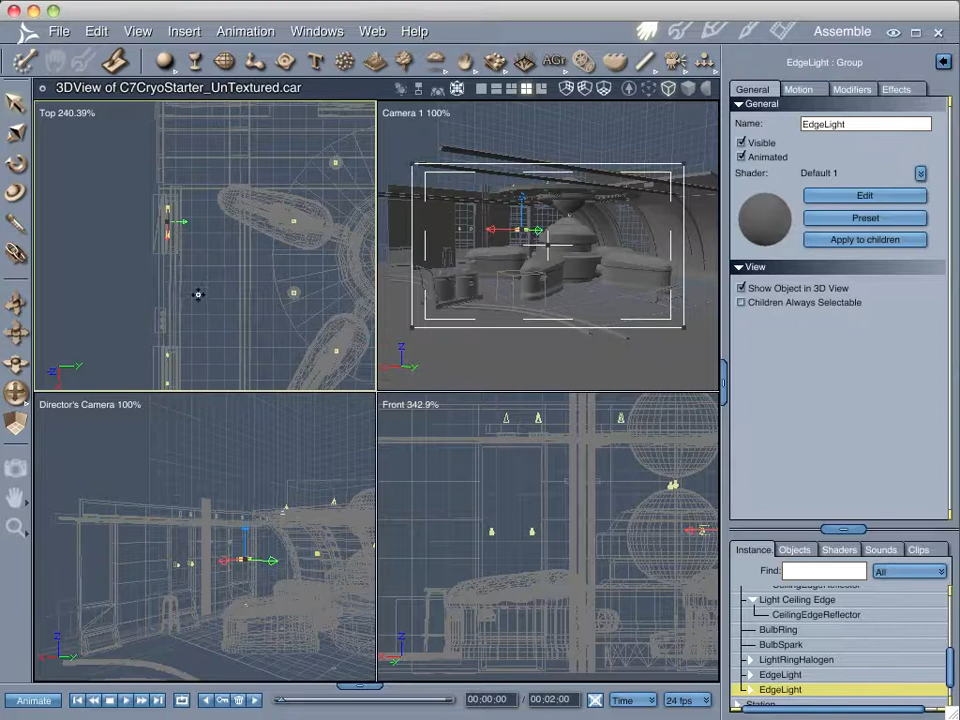 File Edit View Insert Animation Windows Web Help
Assemble
AGr
EdgeLight : Group
3DView of C7CryoStarter_UnTextured.car
General Motion Modifiers Effects
General
Name: EdgeLight
Visible
Animated
Shader: Default 1
Edit
Preset
Apply to children
View
Show Object in 3D View
Children Always Selectable
Top 240.39%
Camera 1 100%
Z
Y
Z
Y
Director's Camera 100%
Front 342.9%
Z
Y
Z
Instance Objects Shaders Sounds Clips
Find: All
CeilingEdgeReflector
Light Ceiling Edge
CeilingEdgeReflector
BulbRing
BulbSpark
LightRingHalogen
EdgeLight
EdgeLight
Station
Animate
00:00;00 / 00:02;00
Time
24 fps